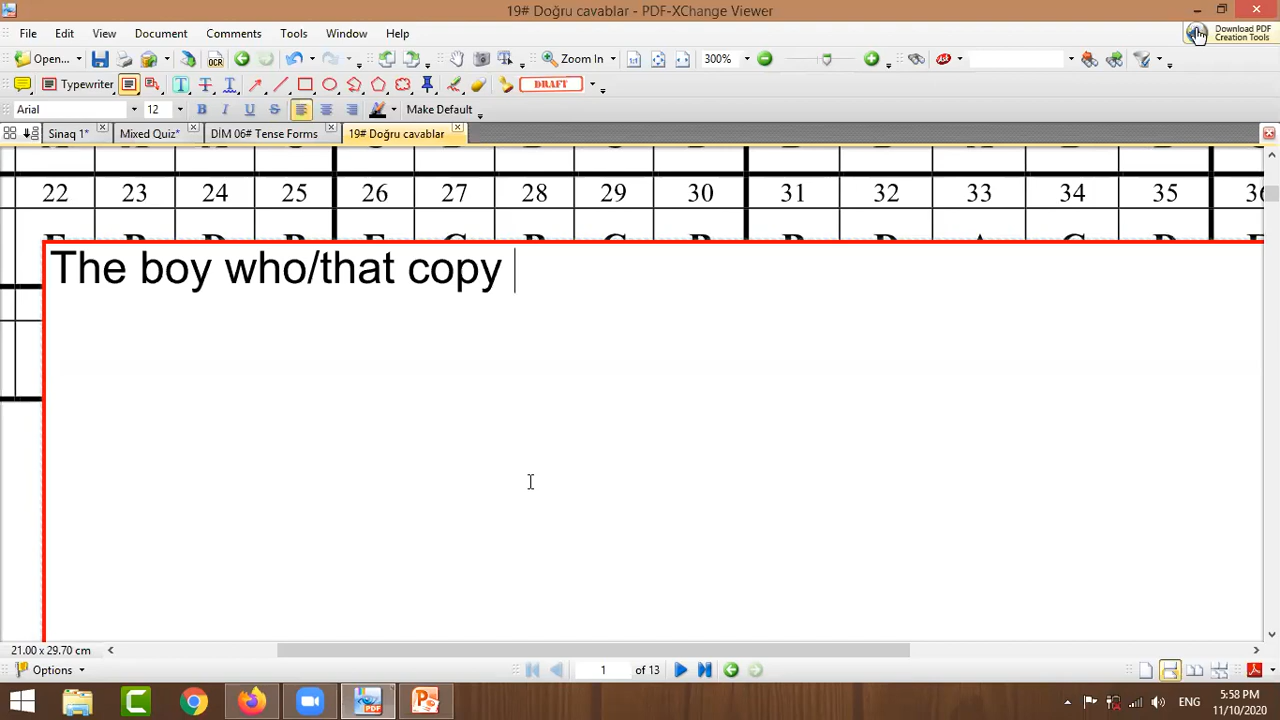 19# Doğru cavablar - PDF-XChange Viewer
File Edit View Document Comments Tools Window Help
Download PDF Creation Tools
Open... OCR Zoom In 300%
Typewriter DRAFT
Arial 12 B I U S Make Default
Sinaq 1* Mixed Quiz* DİM 06# Tense Forms 19# Doğru cavablar
22 23 24 25 26 27 28 29 30 31 32 33 34 35
The boy who/that copy
21.00 x 29.70 cm
Options 1 of 13
ENG 5:58 PM
11/10/2020